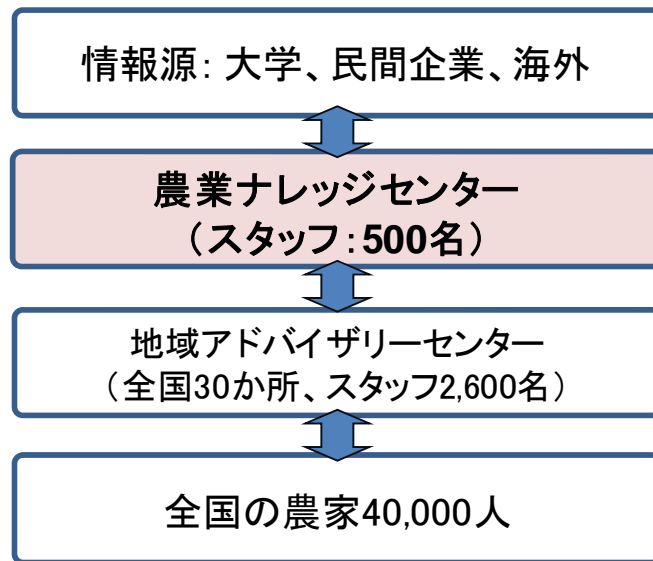 情報源: 大学、民間企業、海外
農業ナレッジセンター
（スタッフ：500名）
地域アドバイザリーセンター
（全国30か所、スタッフ2,600名）
全国の農家40,000人